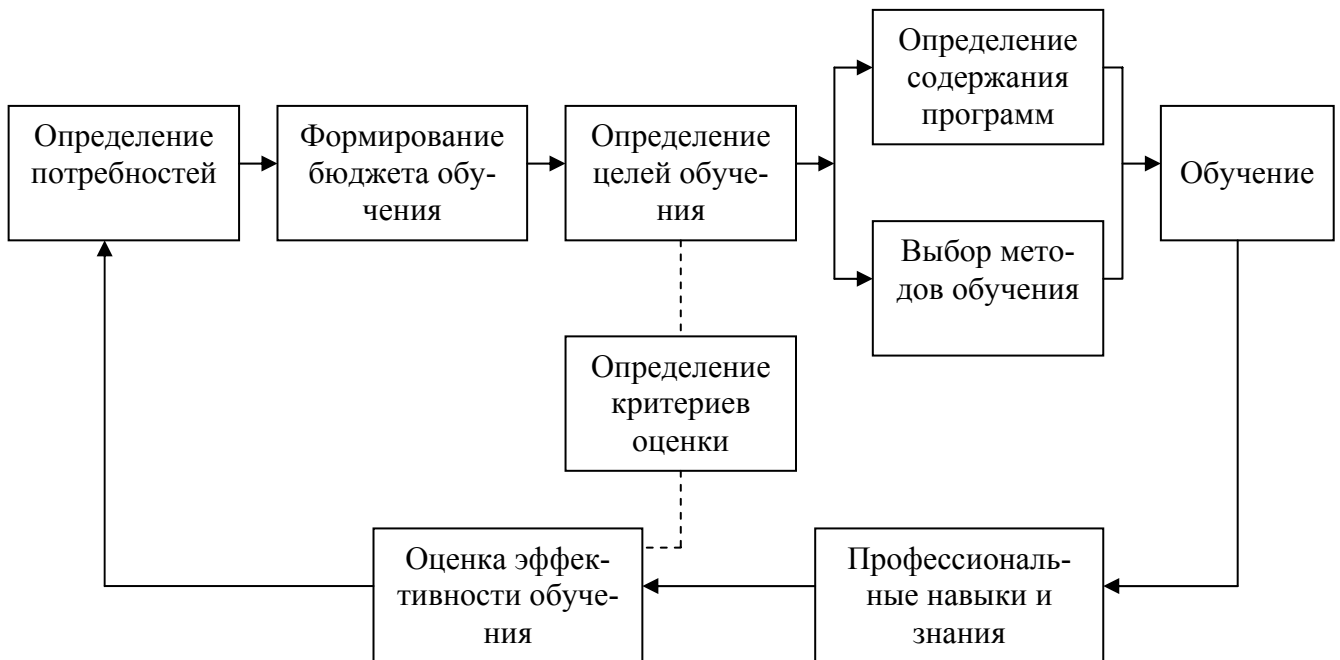 Определение
потребностей
Формирование
бюджета обу-
чения
Определение
целей обуче-
ния
Определение
содержания
программ
Выбор мето-
дов обучения
Обучение
Определение
критериев
оценки
Оценка эффек-
тивности обуче-
ния
Профессиональ-
ные навыки и
знания